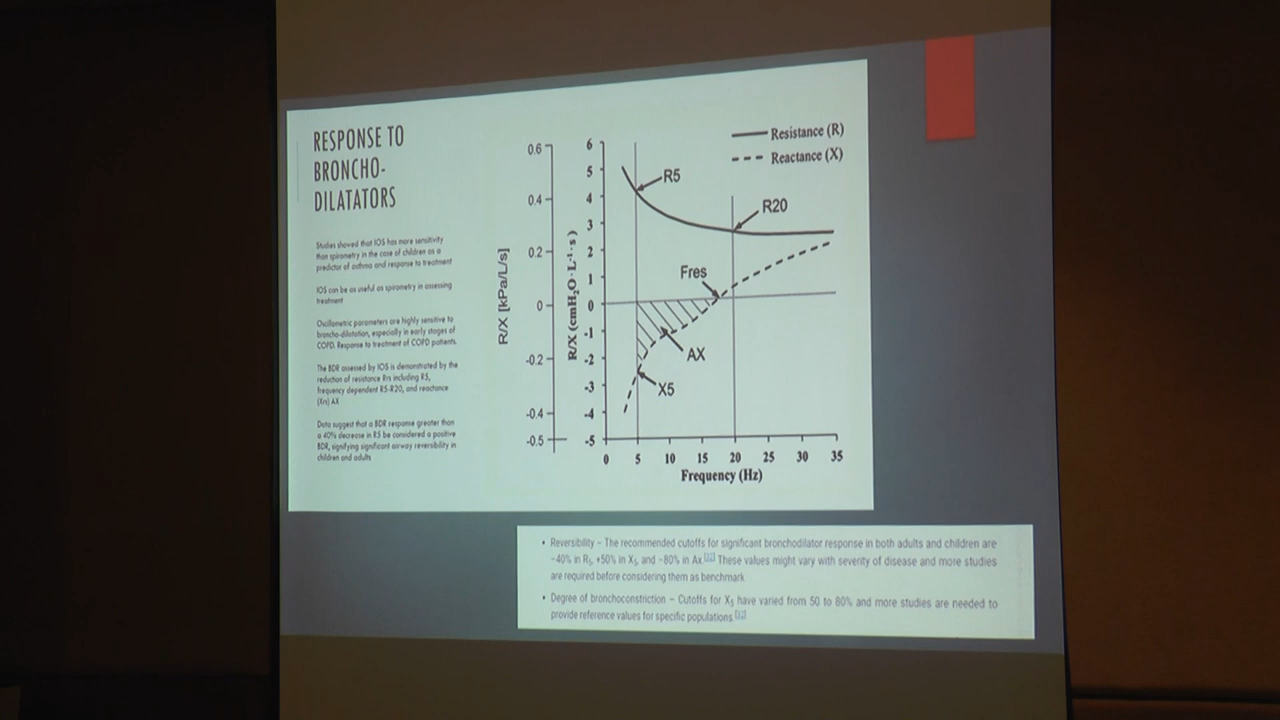 RESPONSE TO
BRONCHO-
DILATATORS
Studies showed that IOS has more sensitivity
than spirometry in the case of children as a
predictor of asthma and response to treatment
IOS can be as useful as spirometry in assessing
treatment
Oscillometric parameters are highly sensitive to
broncho-dilatation, especially in early stages of
COPD. Response to treatment of COPD patients.
The BDR assessed by IOS is demonstrated by the
reduction of resistance Rrs including R5,
frequency dependent R5-R20, and reactance
(Xrs) AX
Data suggest that a BDR response greater than
a 40% decrease in R5 be considered a positive
BDR, signifying significant airway reversibility in
children and adults
Resistance (R)
Reactance (X)
R5
R20
Fres
AX
X5
R/X [kPa/L/s]
0.6
0.4
0.2
0
-0.2
-0.4
-0.5
R/X (cmH₂O·L⁻¹·s)
6
5
4
3
2
1
0
-1
-2
-3
-4
-5
0 5 10 15 20 25 30 35
Frequency (Hz)
• Reversibility – The recommended cutoffs for significant bronchodilator response in both adults and children are
−40% in R₅, +50% in X₅, and −80% in Ax.[32] These values might vary with severity of disease and more studies
are required before considering them as benchmark
• Degree of bronchoconstriction – Cutoffs for X₅ have varied from 50 to 80% and more studies are needed to
provide reference values for specific populations.[32]